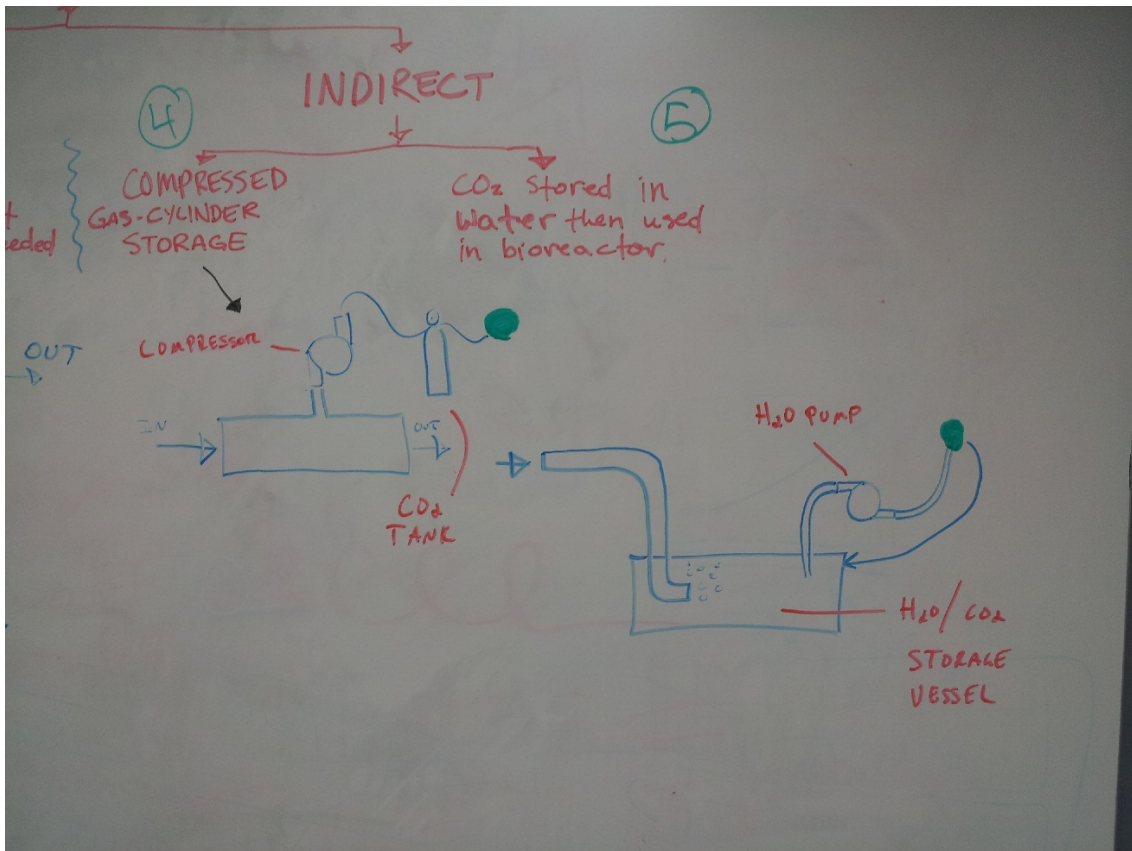 INDIRECT
4
5
COMPRESSED
GAS-CYLINDER
STORAGE
CO2 Stored in
Water then used
in bioreactor.
OUT
COMPRESSOR
IN
OUT
CO2
TANK
H2O PUMP
H2O/CO2
STORAGE
VESSEL